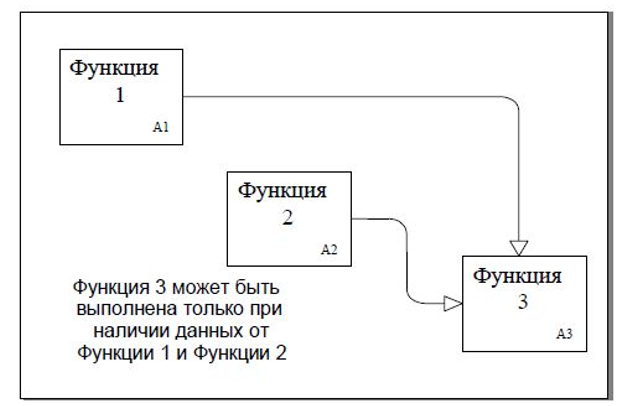 Функция
1
A1
Функция
2
A2
Функция
3
A3
Функция 3 может быть
выполнена только при
наличии данных от
Функции 1 и Функции 2